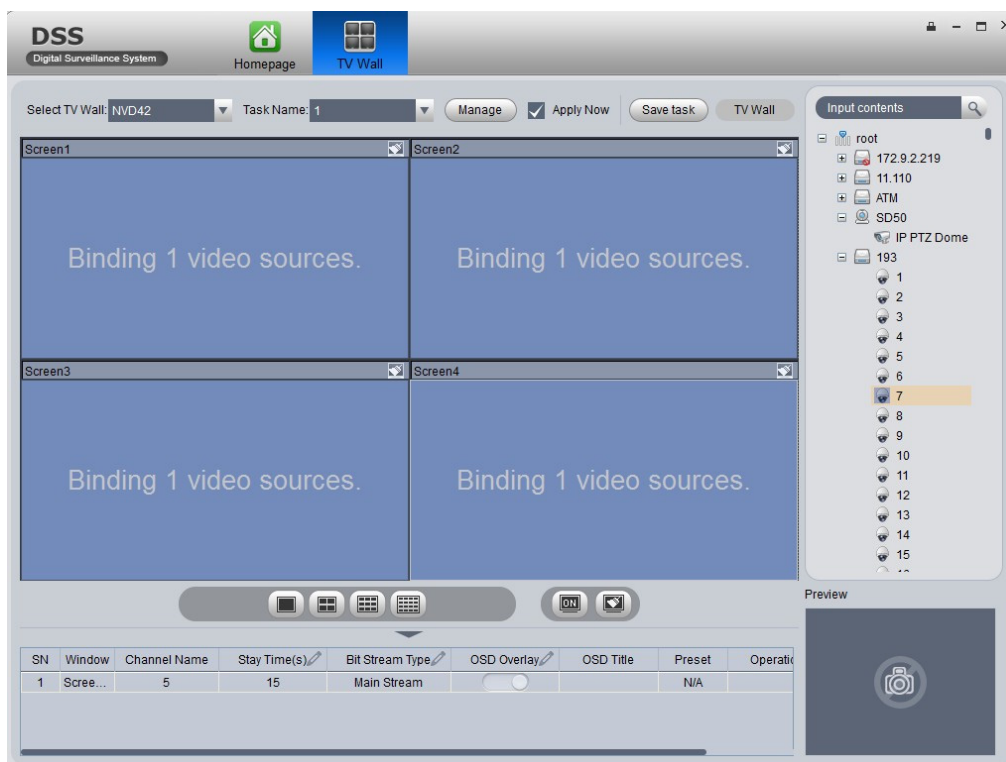 DSS
Digital Surveillance System
Homepage
TV Wall
Select TV Wall: NVD42
Task Name: 1
Manage
Apply Now
Save task
TV Wall
Input contents
Screen1
Screen2
Binding 1 video sources.
Binding 1 video sources.
Screen3
Screen4
Binding 1 video sources.
Binding 1 video sources.
root
172.9.2.219
11.110
ATM
SD50
IP PTZ Dome
193
1
2
3
4
5
6
7
8
9
10
11
12
13
14
15
ON
Preview
SN Window Channel Name Stay Time(s) Bit Stream Type OSD Overlay OSD Title Preset Operatio
1 Scree... 5 15 Main Stream N/A